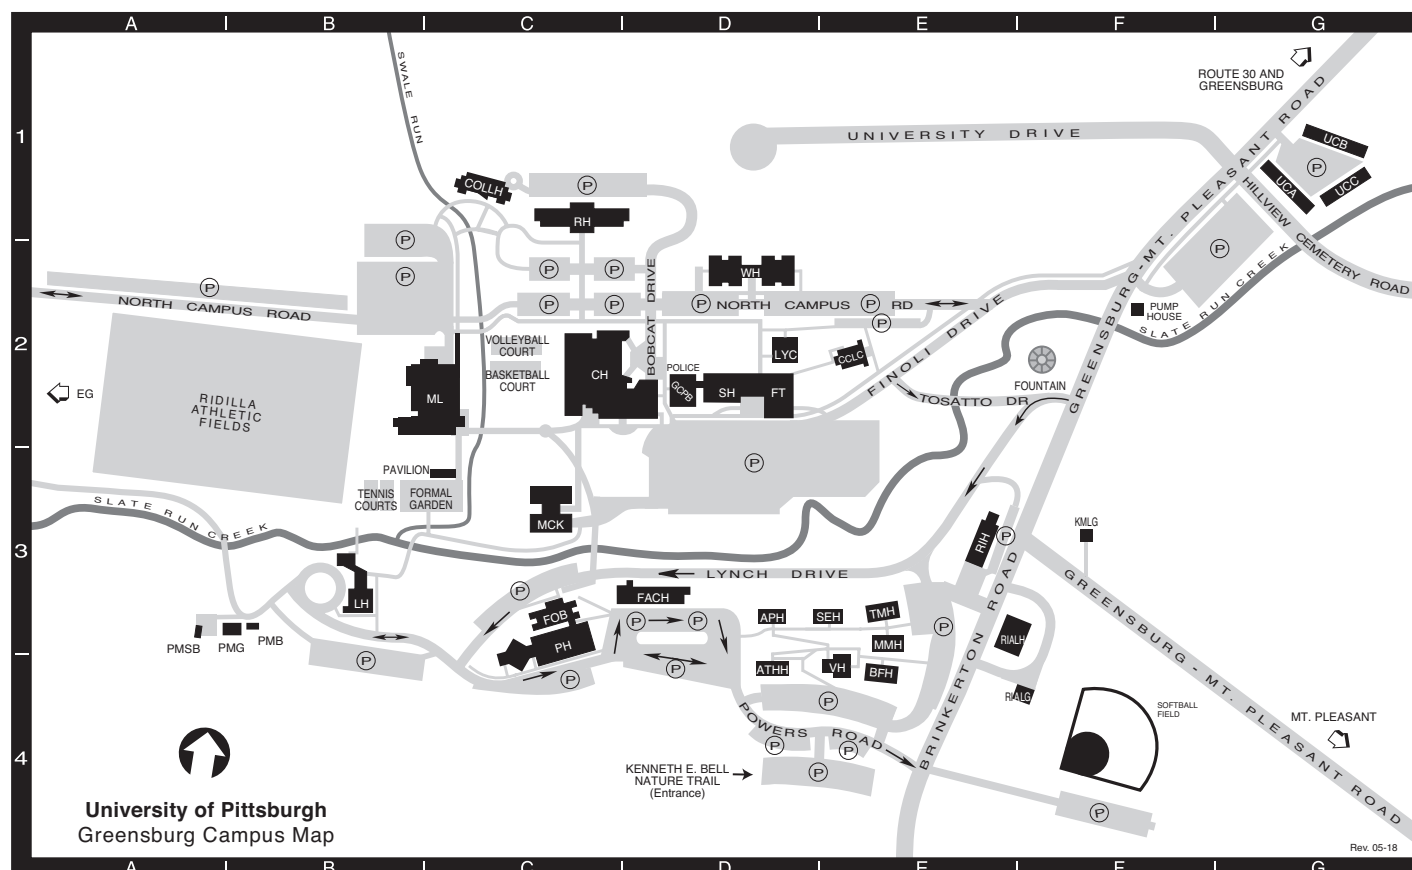 A B C D E F G
ROUTE 30 AND
GREENSBURG
SWALE RUN
1
UNIVERSITY DRIVE
GREENSBURG - MT. PLEASANT ROAD
UCB
P
UCA
UCC
HILLVIEW CEMETERY ROAD
COLLH
P
RH
P
P
P
P
P
WH
P
SLATE RUN CREEK
P
NORTH CAMPUS ROAD
P
P
BOBCAT DRIVE
P
NORTH CAMPUS
P
RD
P
FINOLI DRIVE
PUMP
HOUSE
2
VOLLEYBALL
COURT
BASKETBALL
COURT
CH
LYC
CCLC
POLICE
GCPB
SH
FT
FOUNTAIN
TOSATTO DR
EG
RIDILLA
ATHLETIC
FIELDS
ML
P
PAVILION
TENNIS
COURTS
FORMAL
GARDEN
SLATE RUN CREEK
MCK
3
RIH
P
KMLG
LYNCH DRIVE
GREENSBURG - MT. PLEASANT ROAD
LH
P
FOB
PH
FACH
P
P
P
APH
SEH
TMH
MMH
P
ATHH
VH
BFH
RIALH
RIALG
BRINKERTON ROAD
PMSB
PMG
PMB
P
P
P
POWERS ROAD
P
P
P
SOFTBALL
FIELD
MT. PLEASANT
4
KENNETH E. BELL
NATURE TRAIL
(Entrance)
P
University of Pittsburgh
Greensburg Campus Map
Rev. 05-18
A B C D E F G